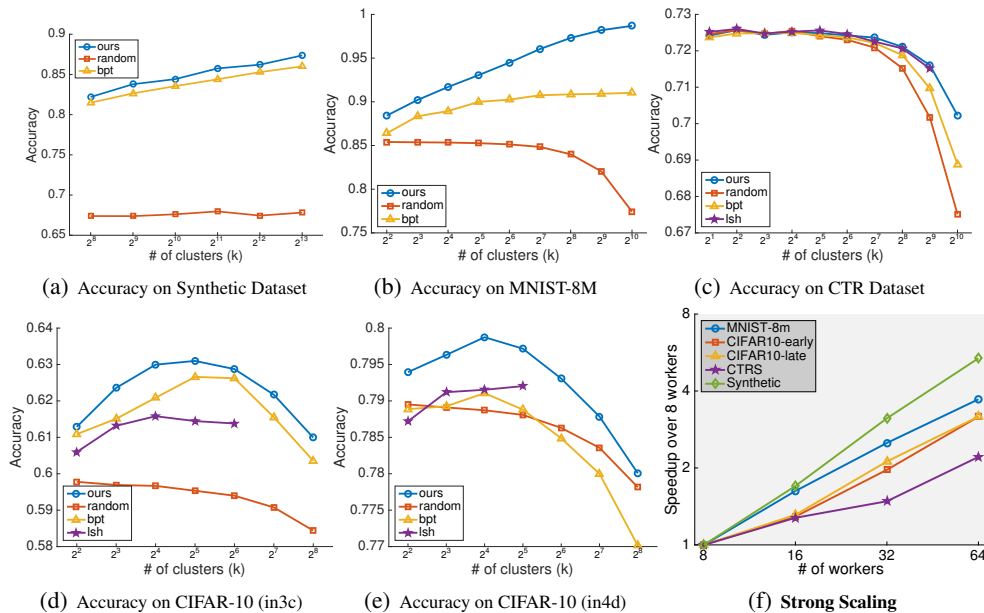 0.9
0.85
0.8
0.75
0.7
0.65
Accuracy
ours
random
bpt
2^8 2^9 2^10 2^11 2^12 2^13
# of clusters (k)
(a) Accuracy on Synthetic Dataset
1
0.95
0.9
0.85
0.8
0.75
Accuracy
ours
random
bpt
2^2 2^3 2^4 2^5 2^6 2^7 2^8 2^9 2^10
# of clusters (k)
(b) Accuracy on MNIST-8M
0.73
0.72
0.71
0.7
0.69
0.68
0.67
Accuracy
ours
random
bpt
lsh
2^1 2^2 2^3 2^4 2^5 2^6 2^7 2^8 2^9 2^10
# of clusters (k)
(c) Accuracy on CTR Dataset
0.64
0.63
0.62
0.61
0.6
0.59
0.58
Accuracy
ours
random
bpt
lsh
2^2 2^3 2^4 2^5 2^6 2^7 2^8
# of clusters (k)
(d) Accuracy on CIFAR-10 (in3c)
0.8
0.795
0.79
0.785
0.78
0.775
0.77
Accuracy
ours
random
bpt
lsh
2^2 2^3 2^4 2^5 2^6 2^7 2^8
# of clusters (k)
(e) Accuracy on CIFAR-10 (in4d)
8
4
2
1
Speedup over 8 workers
MNIST-8m
CIFAR10-early
CIFAR10-late
CTRS
Synthetic
8 16 32 64
# of workers
(f) Strong Scaling